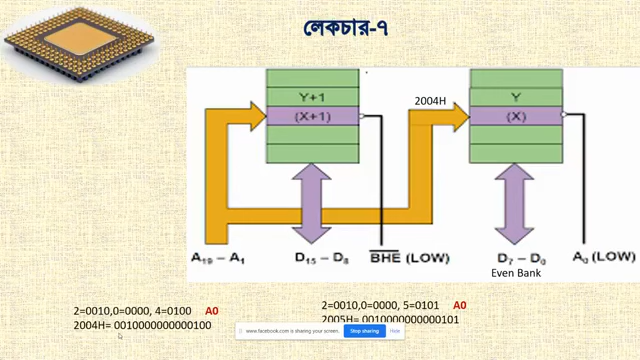 লেকচার-৭
2004H
Y+1
Y
(X+1)
(X)
A19 – A1
D15 – D8
BHE (LOW)
D7 – D0
A0 (LOW)
Even Bank
2=0010,0=0000, 4=0100 A0
2004H= 0010000000000100
2=0010,0=0000, 5=0101 A0
2005H= 0010000000000101
www.facebook.com is sharing your screen.
Stop sharing
Hide